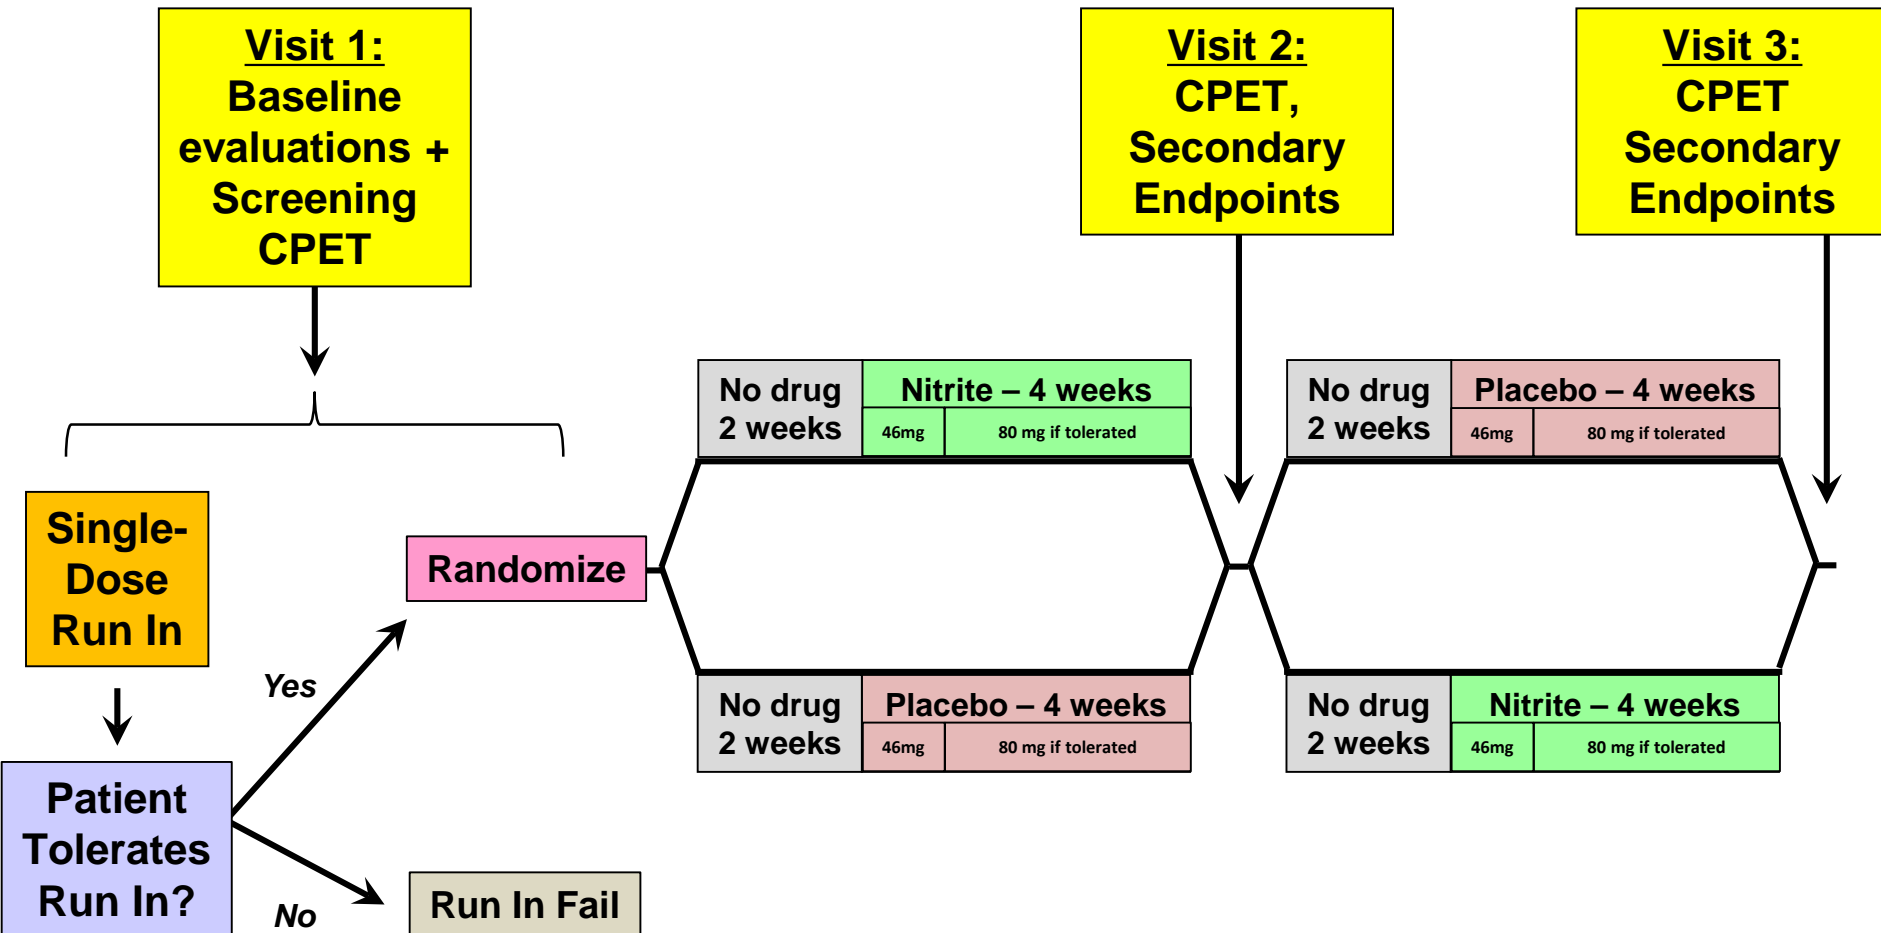 Visit 1:
Baseline
evaluations +
Screening
CPET
Visit 2:
CPET,
Secondary
Endpoints
Visit 3:
CPET
Secondary
Endpoints
Single-
Dose
Run In
Patient
Tolerates
Run In?
Yes
No
Randomize
Run In Fail
No drug
2 weeks
Nitrite – 4 weeks
46mg 80 mg if tolerated
No drug
2 weeks
Placebo – 4 weeks
46mg 80 mg if tolerated
No drug
2 weeks
Placebo – 4 weeks
46mg 80 mg if tolerated
No drug
2 weeks
Nitrite – 4 weeks
46mg 80 mg if tolerated